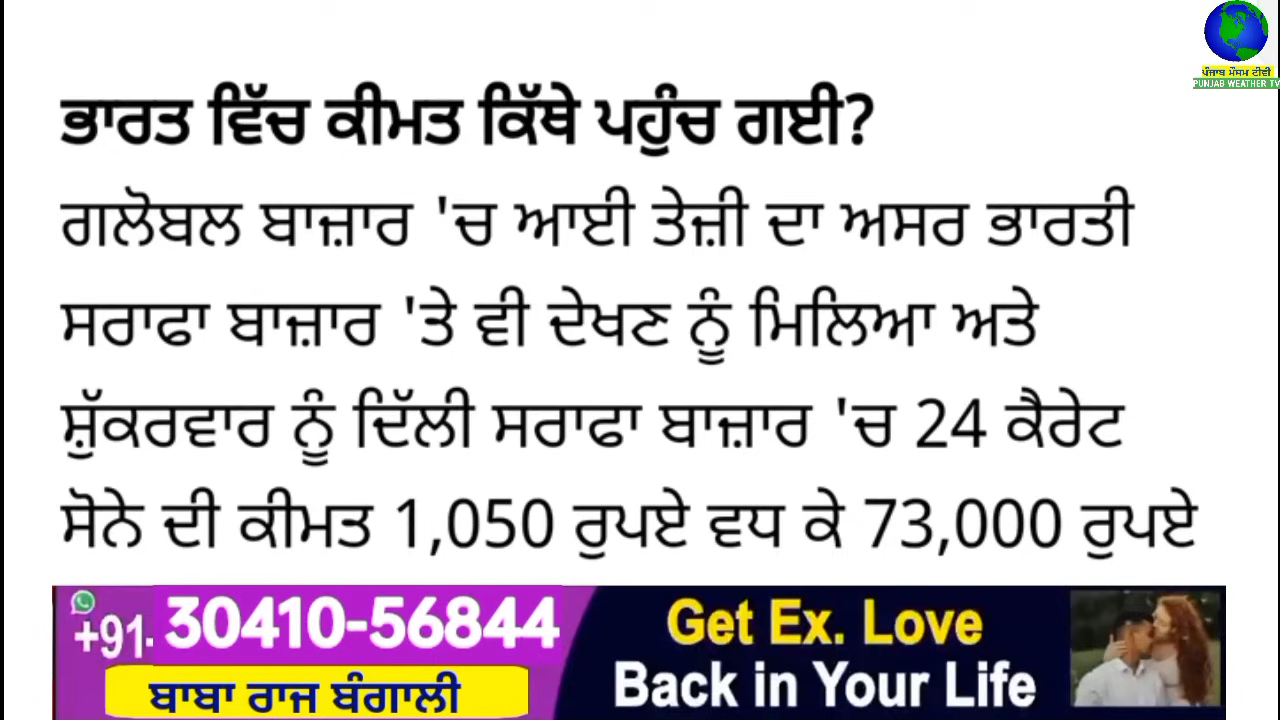 ਪੰਜਾਬ ਮੌਸਮ ਟੀਵੀ
PUNJAB WEATHER TV
ਭਾਰਤ ਵਿੱਚ ਕੀਮਤ ਕਿੱਥੇ ਪਹੁੰਚ ਗਈ?
ਗਲੋਬਲ ਬਾਜ਼ਾਰ 'ਚ ਆਈ ਤੇਜ਼ੀ ਦਾ ਅਸਰ ਭਾਰਤੀ
ਸਰਾਫਾ ਬਾਜ਼ਾਰ 'ਤੇ ਵੀ ਦੇਖਣ ਨੂੰ ਮਿਲਿਆ ਅਤੇ
ਸ਼ੁੱਕਰਵਾਰ ਨੂੰ ਦਿੱਲੀ ਸਰਾਫਾ ਬਾਜ਼ਾਰ 'ਚ 24 ਕੈਰੇਟ
ਸੋਨੇ ਦੀ ਕੀਮਤ 1,050 ਰੁਪਏ ਵਧ ਕੇ 73,000 ਰੁਪਏ
+91- 30410-56844
ਬਾਬਾ ਰਾਜ ਬੰਗਾਲੀ
Get Ex. Love
Back in Your Life